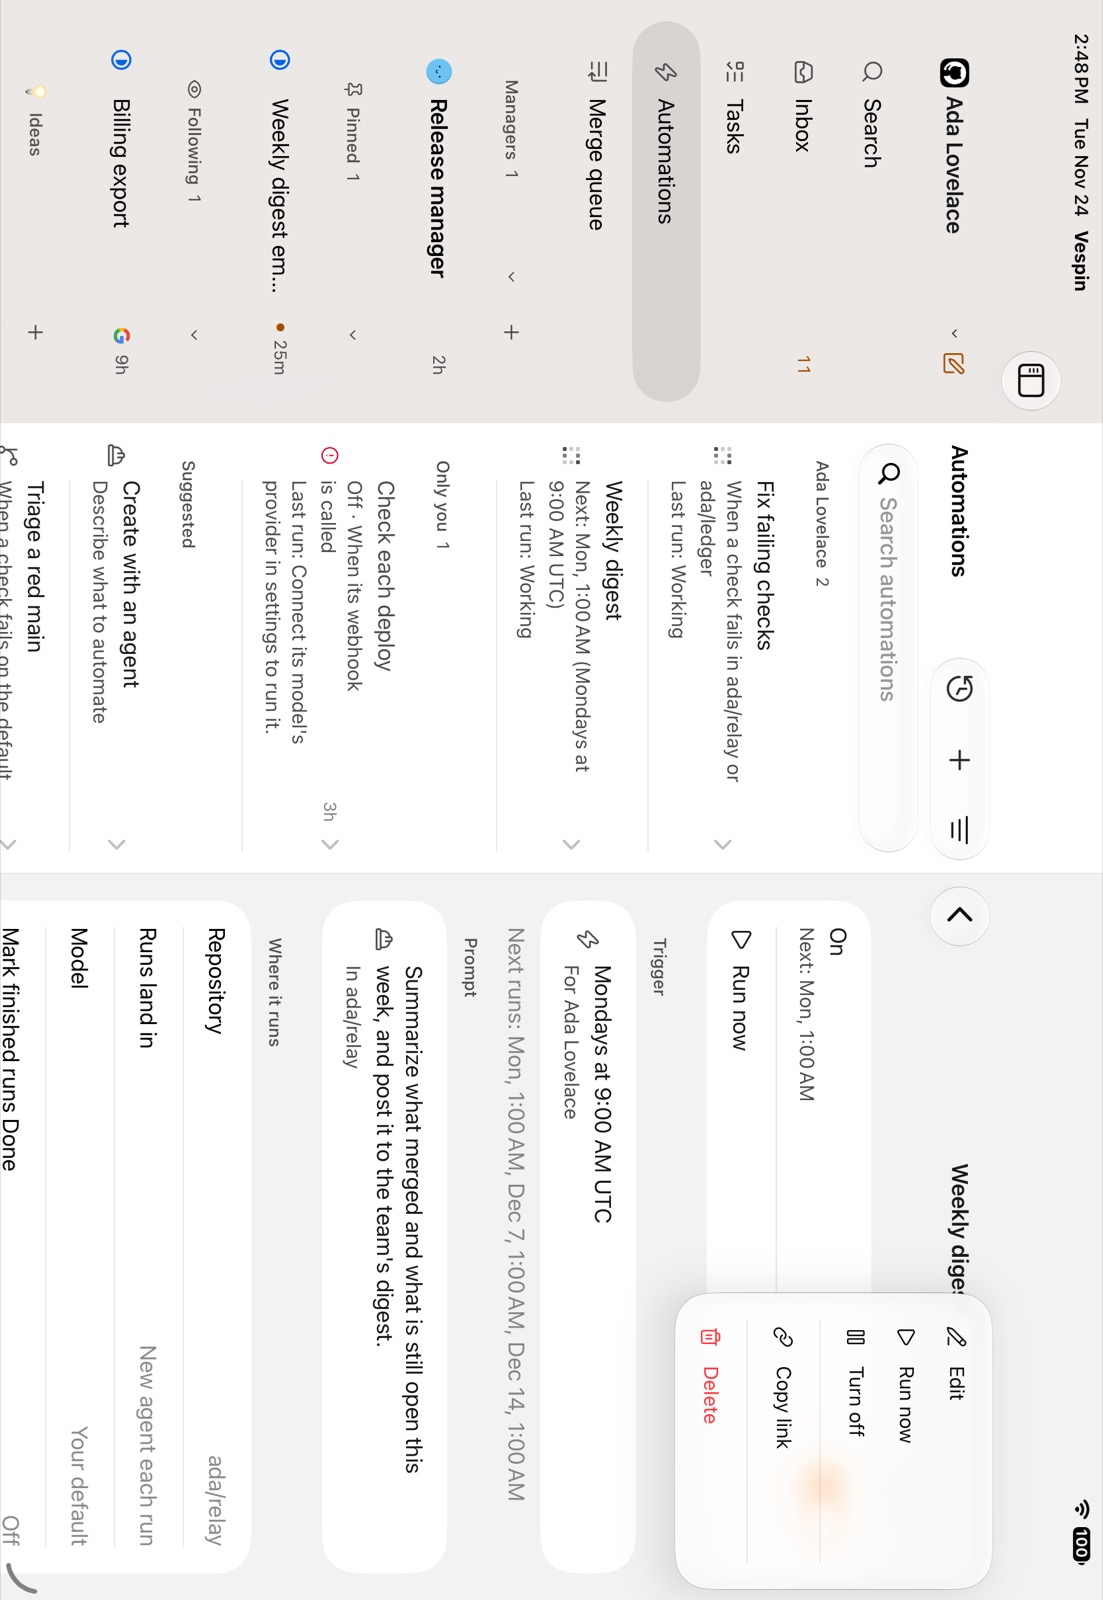 2:48 PM Tue Nov 24 Vespin
100
Ada Lovelace
Search
Inbox 11
Tasks
Automations
Merge queue
Managers 1
Release manager 2h
Pinned 1
Weekly digest em... 25m
Following 1
Billing export 9h
Ideas
Automations
Search automations
Ada Lovelace 2
Fix failing checks
When a check fails in ada/relay or
ada/ledger
Last run: Working
Weekly digest
Next: Mon, 1:00 AM (Mondays at
9:00 AM UTC)
Last run: Working
Only you 1
Check each deploy
Off · When its webhook
is called
3h
Last run: Connect its model's
provider in settings to run it.
Suggested
Create with an agent
Describe what to automate
Triage a red main
When a check fails on the default
Weekly diges
Edit
Run now
Turn off
Copy link
Delete
On
Next: Mon, 1:00 AM
Run now
Trigger
Mondays at 9:00 AM UTC
For Ada Lovelace
Next runs: Mon, 1:00 AM, Dec 7, 1:00 AM, Dec 14, 1:00 AM
Prompt
Summarize what merged and what is still open this
week, and post it to the team's digest.
In ada/relay
Where it runs
Repository ada/relay
Runs land in New agent each run
Model Your default
Mark finished runs Done Off